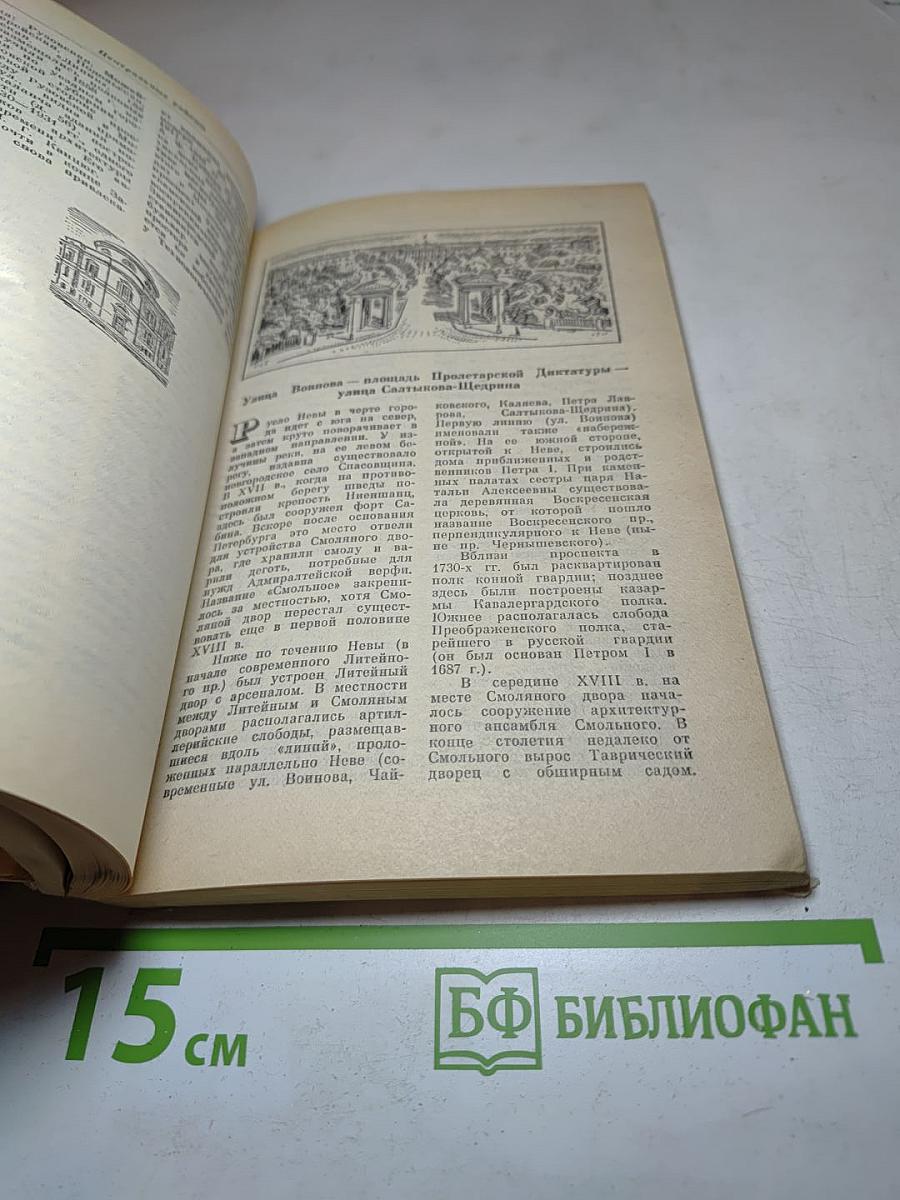 Центральные районы
30—1931 гг.
(№ 56).
Улица Воинова — площадь Пролетарской Диктатуры —
улица Салтыкова-Щедрина
Русло Невы в черте горо-
да идет с юга на север,
а затем круто поворачивает в
западном направлении. У из-
лучины реки, на ее левом бе-
регу, издавна существовало
новгородское село Спасовщина.
В XVII в., когда на противо-
положном берегу шведы по-
строили крепость Ниеншанц,
здесь был сооружен форт Са-
бина. Вскоре после основания
Петербурга это место отвели
для устройства Смоляного дво-
ра, где хранили смолу и ва-
рили деготь, потребные для
нужд Адмиралтейской верфи.
Название «Смольное» закрепи-
лось за местностью, хотя Смо-
ляной двор перестал сущест-
вовать еще в первой половине
XVIII в.
Ниже по течению Невы (в
начале современного Литейно-
го пр.) был устроен Литейный
двор с арсеналом. В местности
между Литейным и Смоляным
дворами располагались артил-
лерийские слободы, размещав-
шиеся вдоль «линий», проло-
женных параллельно Неве (со-
временные ул. Воинова, Чай-
ковского, Каляева, Петра Лав-
рова, Салтыкова-Щедрина).
Первую линию (ул. Воинова)
именовали также «набереж-
ной». На ее южной стороне,
открытой к Неве, строились
дома приближенных и родст-
венников Петра I. При камен-
ных палатах сестры царя На-
тальи Алексеевны существова-
ла деревянная Воскресенская
церковь, от которой пошло
название Воскресенского пр.,
перпендикулярного к Неве (ны-
не пр. Чернышевского).
Вблизи проспекта в
1730-х гг. был расквартирован
полк конной гвардии; позднее
здесь были построены казар-
мы Кавалергардского полка.
Южнее располагалась слобода
Преображенского полка, ста-
рейшего в русской гвардии
(он был основан Петром I в
1687 г.).
В середине XVIII в. на
месте Смоляного двора нача-
лось сооружение архитектур-
ного ансамбля Смольного. В
конце столетия недалеко от
Смольного вырос Таврический
дворец с обширным садом.
15 см
БФ БИБЛИОФАН